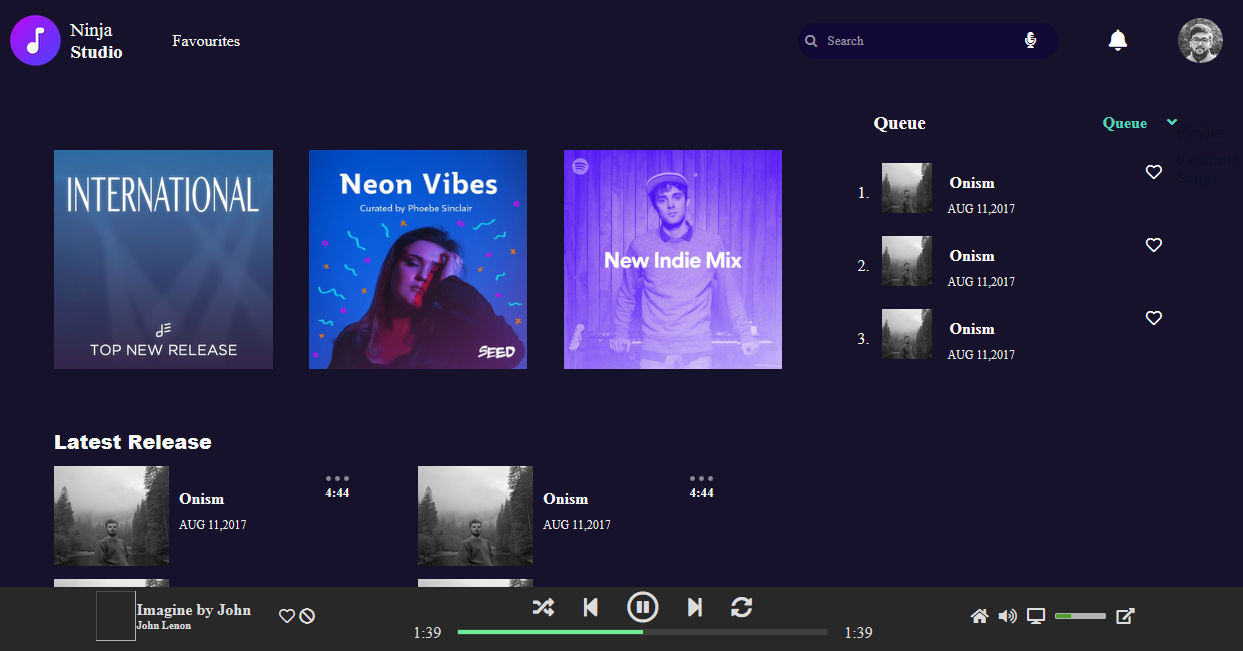 Ninja
Studio
Favourites
Search
Queue
Queue
INTERNATIONAL
TOP NEW RELEASE
Neon Vibes
Curated by Phoebe Sinclair
SEED
New Indie Mix
1.
Onism
AUG 11,2017
2.
Onism
AUG 11,2017
3.
Onism
AUG 11,2017
Latest Release
Onism
4:44
AUG 11,2017
Onism
4:44
AUG 11,2017
Imagine by John
John Lenon
1:39
1:39